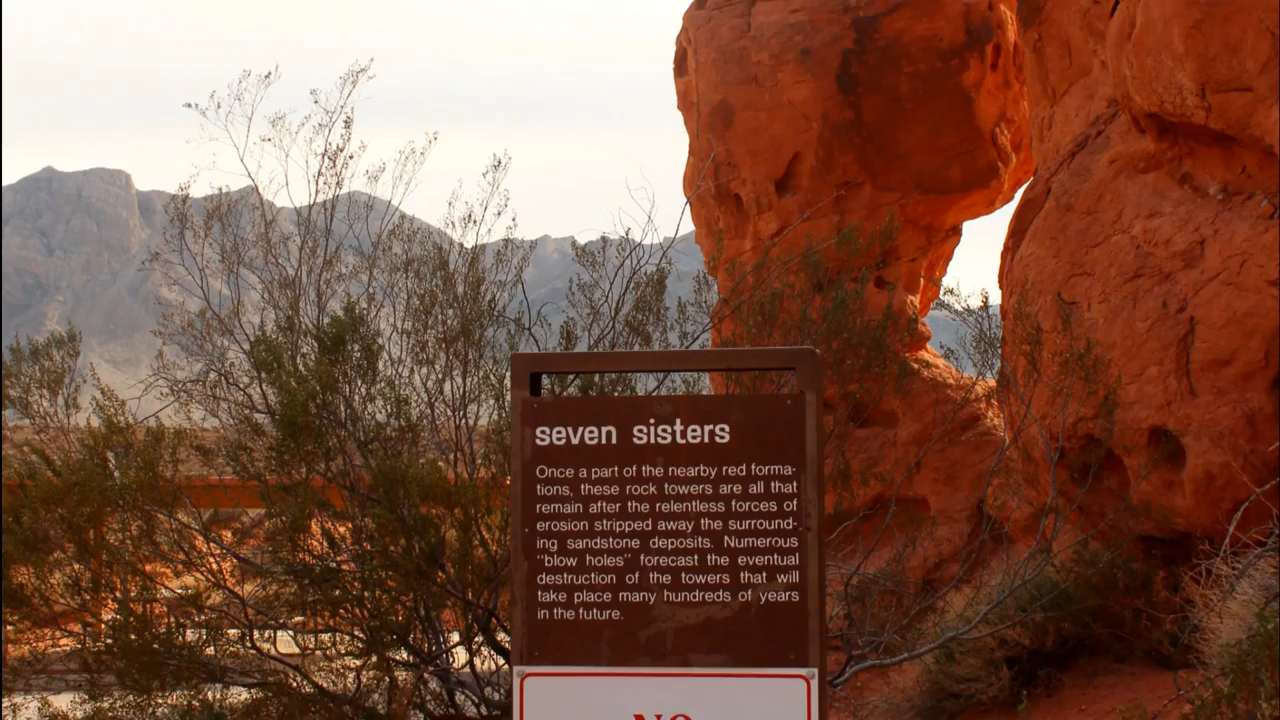 seven sisters
Once a part of the nearby red forma-
tions, these rock towers are all that
remain after the relentless forces of
erosion stripped away the surround-
ing sandstone deposits. Numerous
"blow holes" forecast the eventual
destruction of the towers that will
take place many hundreds of years
in the future.
NO